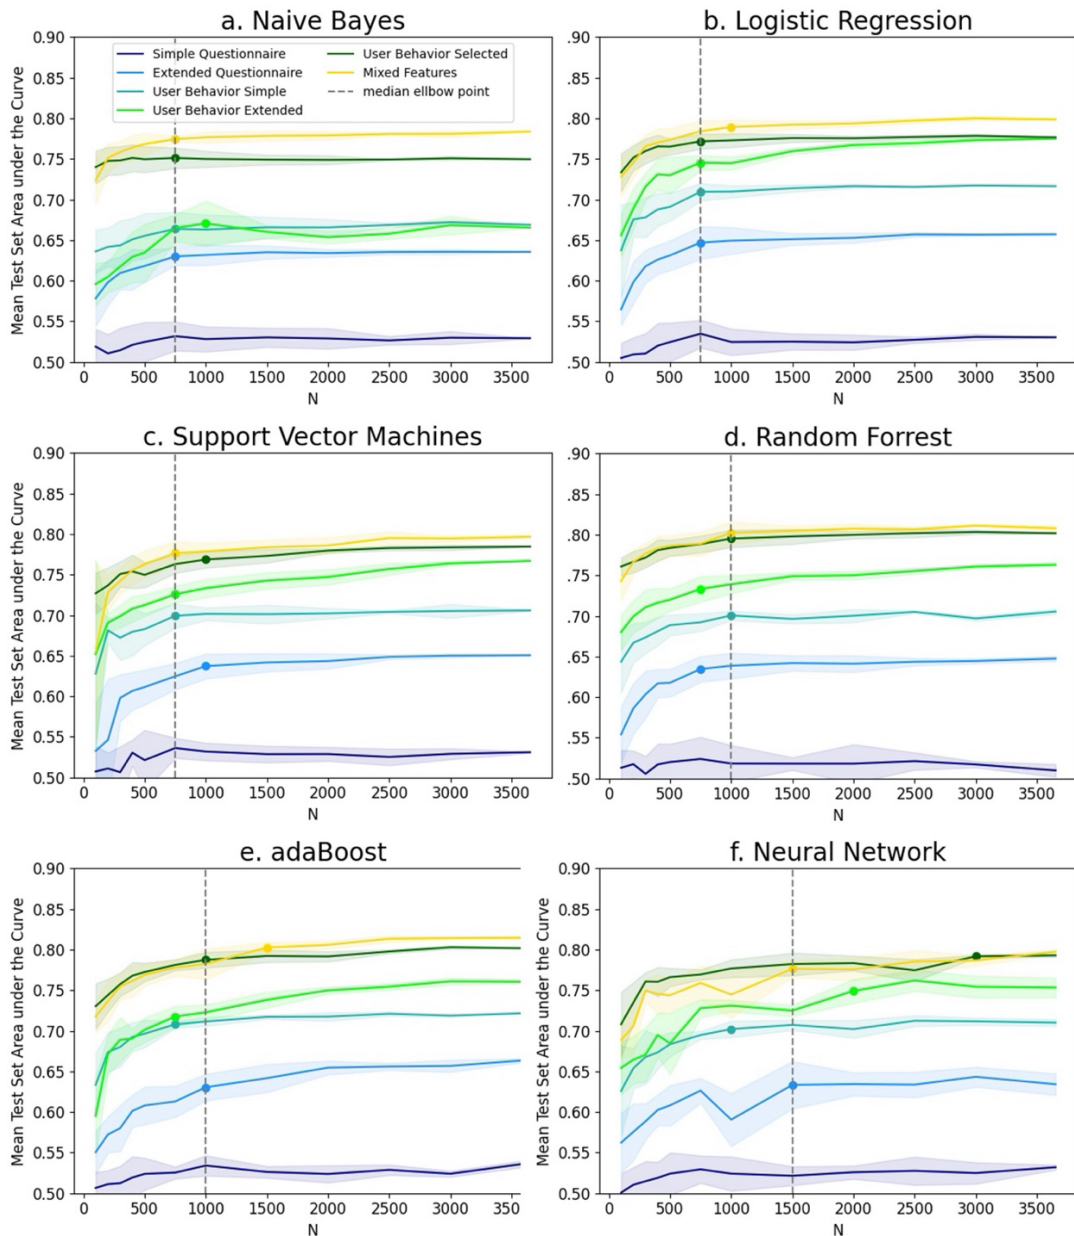 a. Naive Bayes
Mean Test Set Area under the Curve
0.90
0.85
0.80
0.75
0.70
0.65
0.60
0.55
0.50
Simple Questionnaire
Extended Questionnaire
User Behavior Simple
User Behavior Extended
User Behavior Selected
Mixed Features
median ellbow point
0 500 1000 1500 2000 2500 3000 3500
N
b. Logistic Regression
.90
.85
.80
.75
.70
.65
.60
.55
.50
0 500 1000 1500 2000 2500 3000 3500
N
c. Support Vector Machines
Mean Test Set Area under the Curve
0.90
0.85
0.80
0.75
0.70
0.65
0.60
0.55
0.50
0 500 1000 1500 2000 2500 3000 3500
N
d. Random Forrest
.90
.85
.80
.75
.70
.65
.60
.55
.50
0 500 1000 1500 2000 2500 3000 3500
N
e. adaBoost
Mean Test Set Area under the Curve
0.90
0.85
0.80
0.75
0.70
0.65
0.60
0.55
0.50
0 500 1000 1500 2000 2500 3000 350
N
f. Neural Network
Mean Test Set Area under the Curve
0.90
0.85
0.80
0.75
0.70
0.65
0.60
0.55
0.50
0 500 1000 1500 2000 2500 3000 3500
N